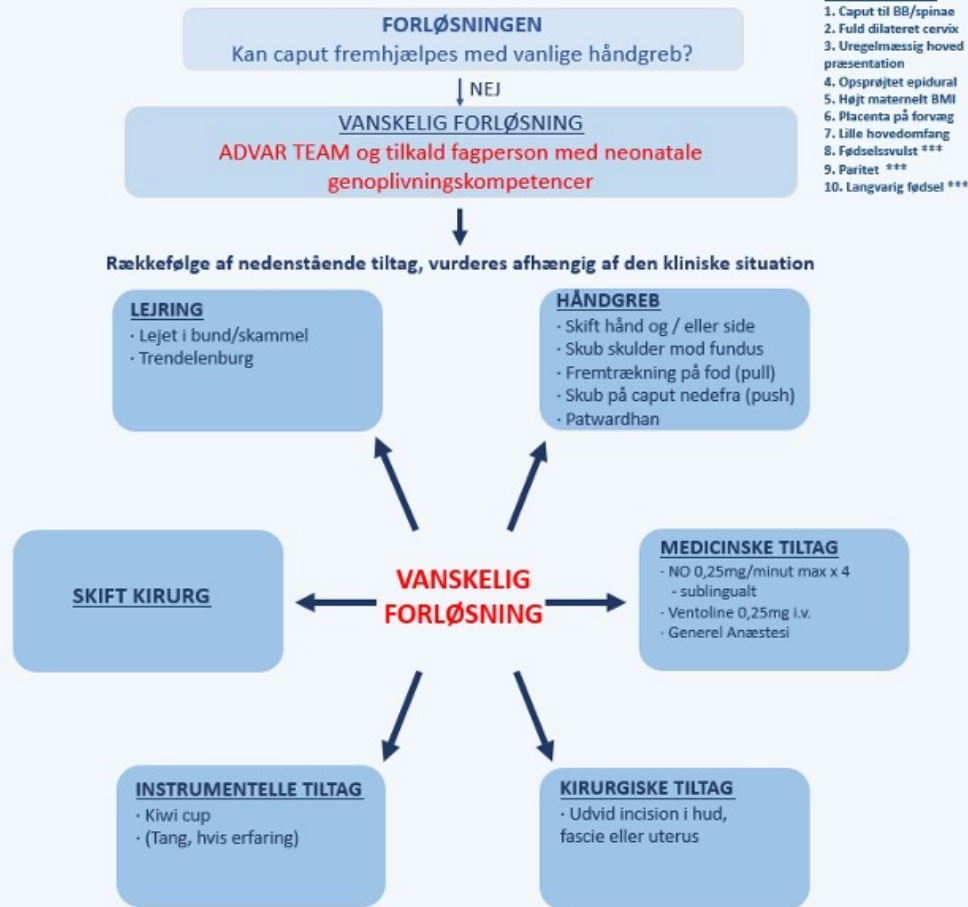 FORLØSNINGEN
Kan caput fremhjælpes med vanlige håndgreb?
1. Caput til BB/spinae
2. Fuld dilateret cervix
3. Uregelmæssig hoved
præsentation
4. Opsprøjtet epidural
5. Højt maternelt BMI
6. Placenta på forvæg
7. Lille hovedomfang
8. Fødselssvulst ***
9. Paritet ***
10. Langvarig fødsel ***
NEJ
VANSKELIG FORLØSNING
ADVAR TEAM og tilkald fagperson med neonatale
genoplivningskompetencer
Rækkefølge af nedenstående tiltag, vurderes afhængig af den kliniske situation
LEJRING
· Lejet i bund/skammel
· Trendelenburg
HÅNDGREB
· Skift hånd og / eller side
· Skub skulder mod fundus
· Fremtrækning på fod (pull)
· Skub på caput nedefra (push)
· Patwardhan
SKIFT KIRURG
VANSKELIG
FORLØSNING
MEDICINSKE TILTAG
· NO 0,25mg/minut max x 4
- sublingualt
· Ventoline 0,25mg i.v.
· Generel Anæstesi
INSTRUMENTELLE TILTAG
· Kiwi cup
· (Tang, hvis erfaring)
KIRURGISKE TILTAG
· Udvid incision i hud,
fascie eller uterus